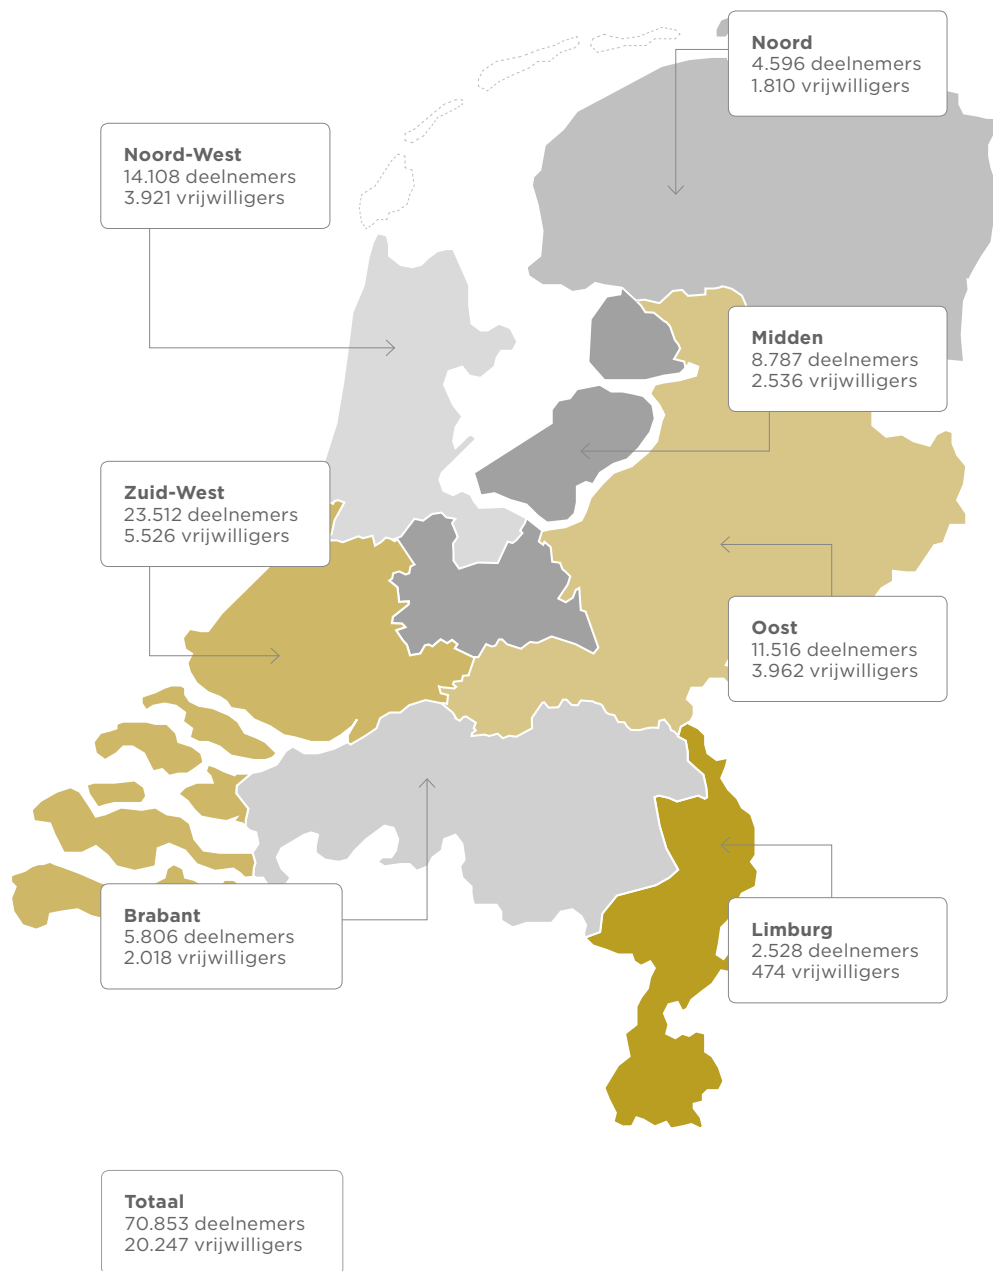 Noord
4.596 deelnemers
1.810 vrijwilligers
Noord-West
14.108 deelnemers
3.921 vrijwilligers
Midden
8.787 deelnemers
2.536 vrijwilligers
Zuid-West
23.512 deelnemers
5.526 vrijwilligers
Oost
11.516 deelnemers
3.962 vrijwilligers
Brabant
5.806 deelnemers
2.018 vrijwilligers
Limburg
2.528 deelnemers
474 vrijwilligers
Totaal
70.853 deelnemers
20.247 vrijwilligers